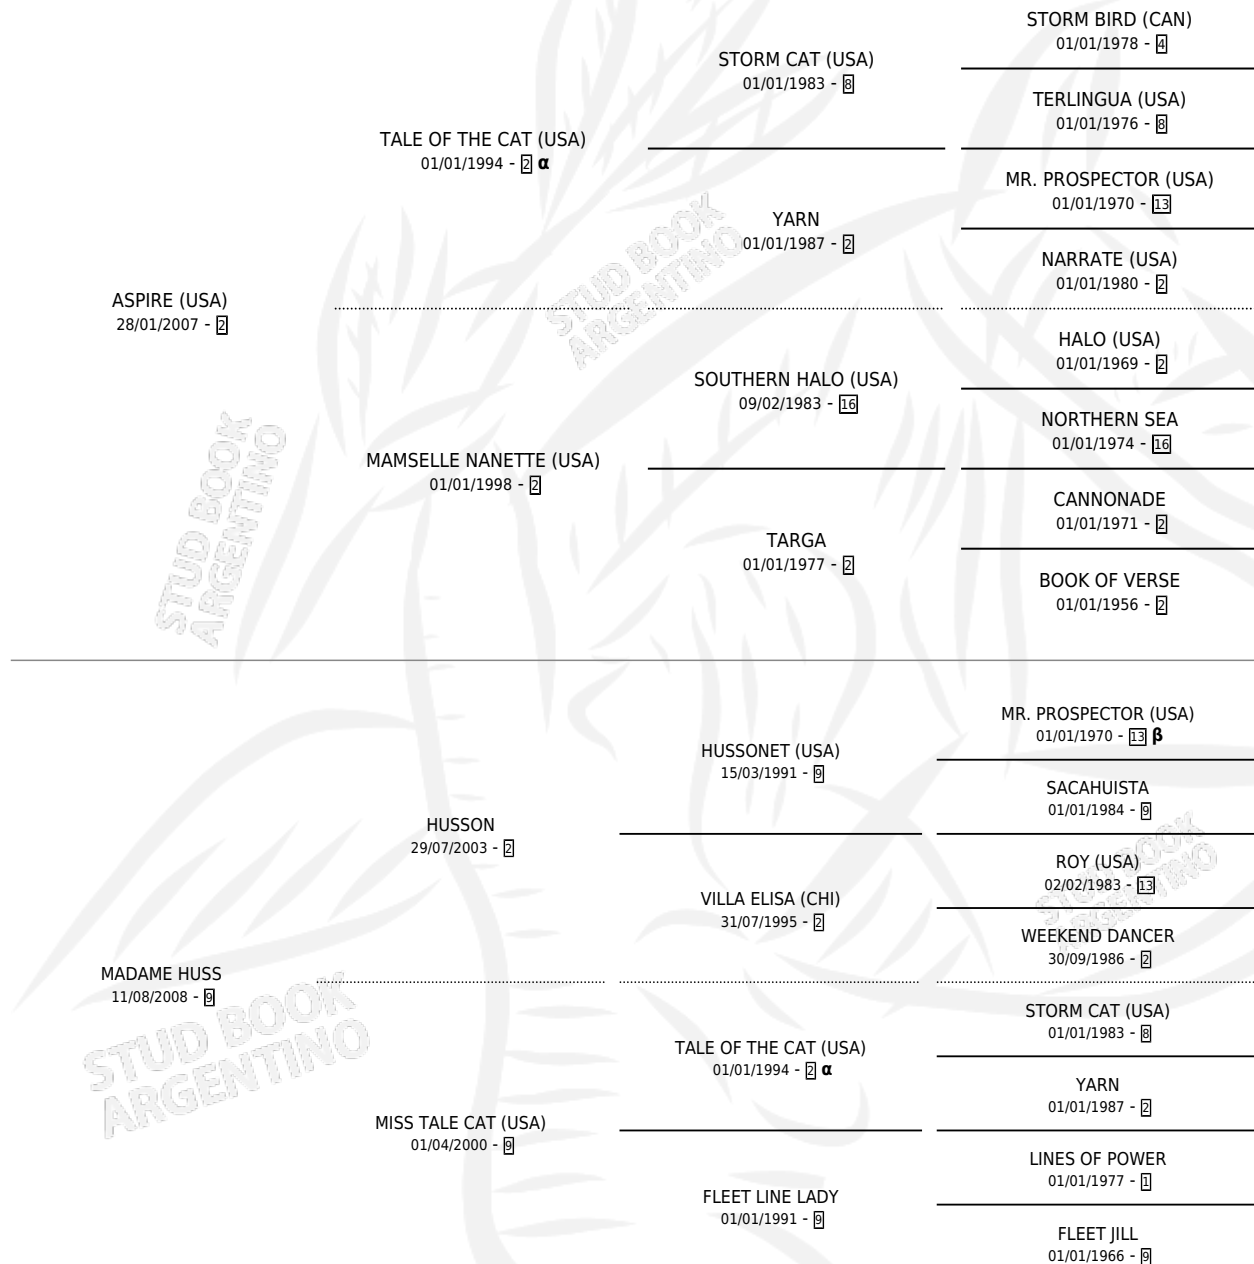 STORM BIRD (CAN)
01/01/1978 - 4
STORM CAT (USA)
01/01/1983 - 8
TERLINGUA (USA)
01/01/1976 - 8
TALE OF THE CAT (USA)
01/01/1994 - 2 α
MR. PROSPECTOR (USA)
01/01/1970 - 13
YARN
01/01/1987 - 2
NARRATE (USA)
01/01/1980 - 2
STUD BOOK
ARGENTINO
ASPIRE (USA)
28/01/2007 - 2
HALO (USA)
01/01/1969 - 2
SOUTHERN HALO (USA)
09/02/1983 - 16
NORTHERN SEA
01/01/1974 - 16
MAMSELLE NANETTE (USA)
01/01/1998 - 2
CANNONADE
01/01/1971 - 2
TARGA
01/01/1977 - 2
BOOK OF VERSE
01/01/1956 - 2
STUD BOOK
ARGENTINO
MR. PROSPECTOR (USA)
01/01/1970 - 13 β
HUSSONET (USA)
15/03/1991 - 9
SACAHUISTA
01/01/1984 - 9
HUSSON
29/07/2003 - 2
ROY (USA)
02/02/1983 - 13
STUD BOOK
ARGENTINO
VILLA ELISA (CHI)
31/07/1995 - 2
WEEKEND DANCER
30/09/1986 - 2
MADAME HUSS
11/08/2008 - 9
STUD BOOK
ARGENTINO
STORM CAT (USA)
01/01/1983 - 8
TALE OF THE CAT (USA)
01/01/1994 - 2 α
YARN
01/01/1987 - 2
MISS TALE CAT (USA)
01/04/2000 - 9
LINES OF POWER
01/01/1977 - 1
FLEET LINE LADY
01/01/1991 - 9
FLEET JILL
01/01/1966 - 9